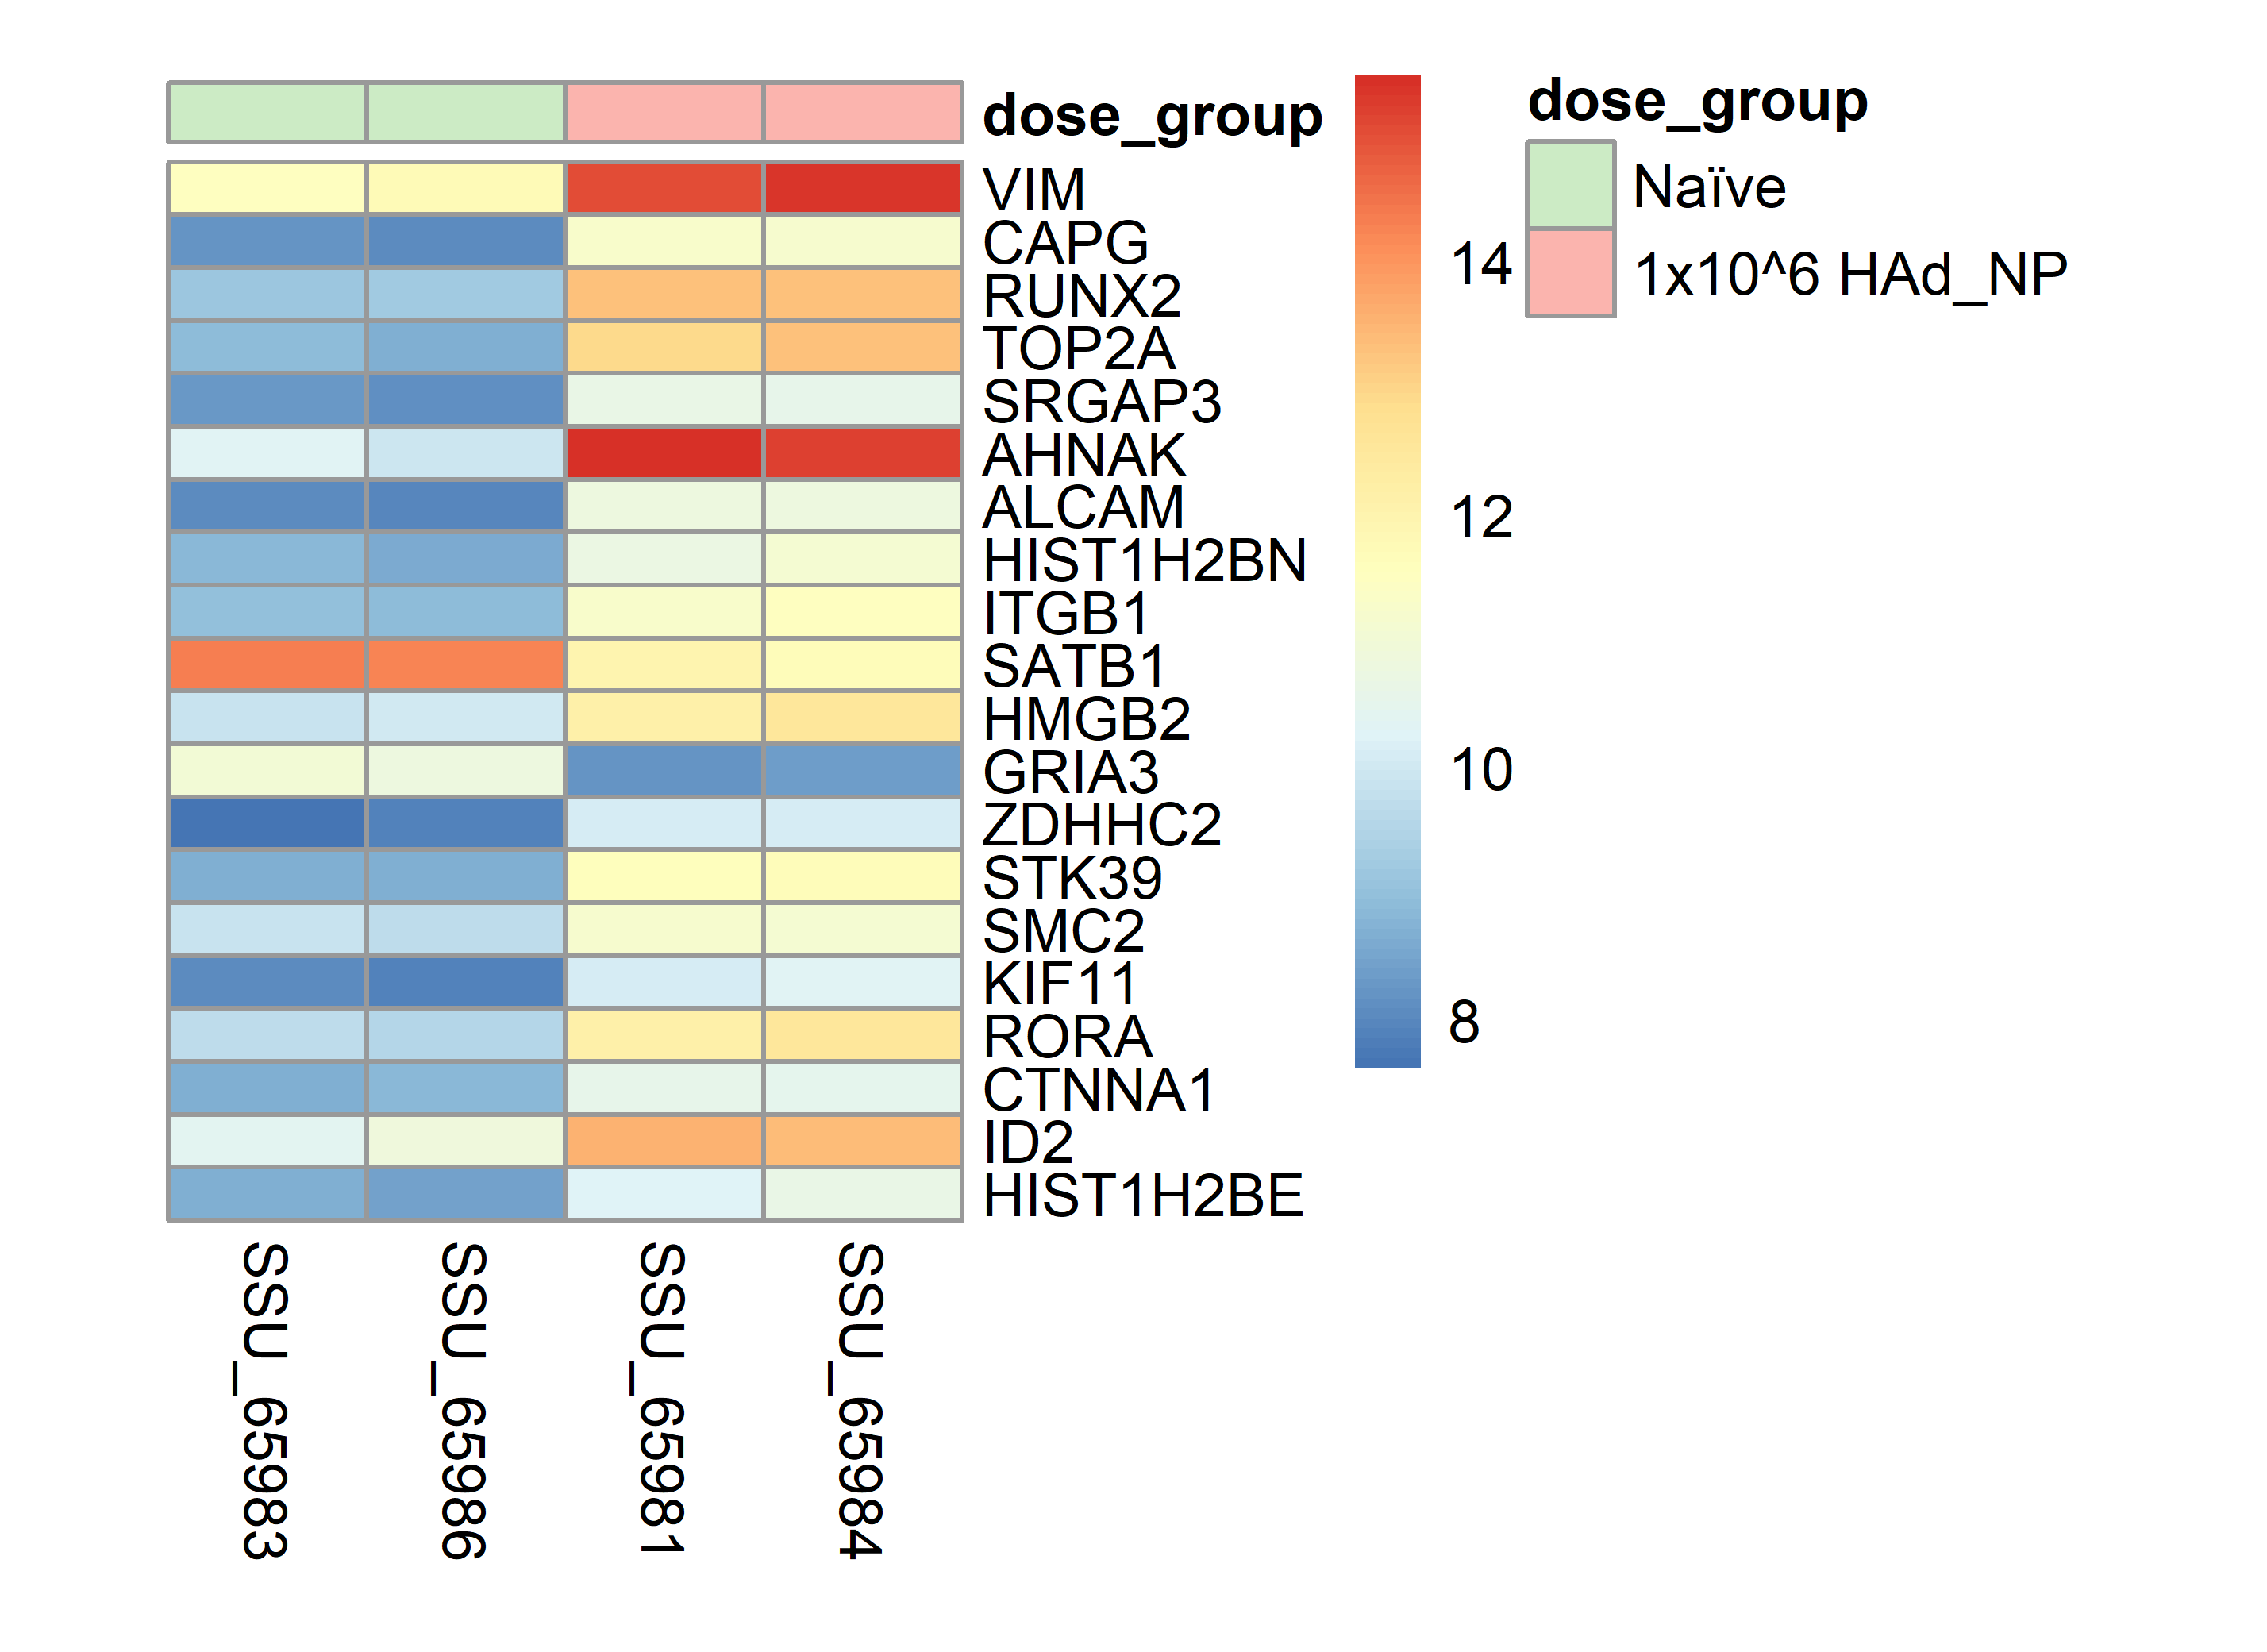 dose_group
VIM
CAPG
RUNX2
TOP2A
SRGAP3
AHNAK
ALCAM
HIST1H2BN
ITGB1
SATB1
HMGB2
GRIA3
ZDHHC2
STK39
SMC2
KIF11
RORA
CTNNA1
ID2
HIST1H2BE
SSU_65983
SSU_65986
SSU_65981
SSU_65984
14
12
10
8
dose_group
Naïve
1x10^6 HAd_NP